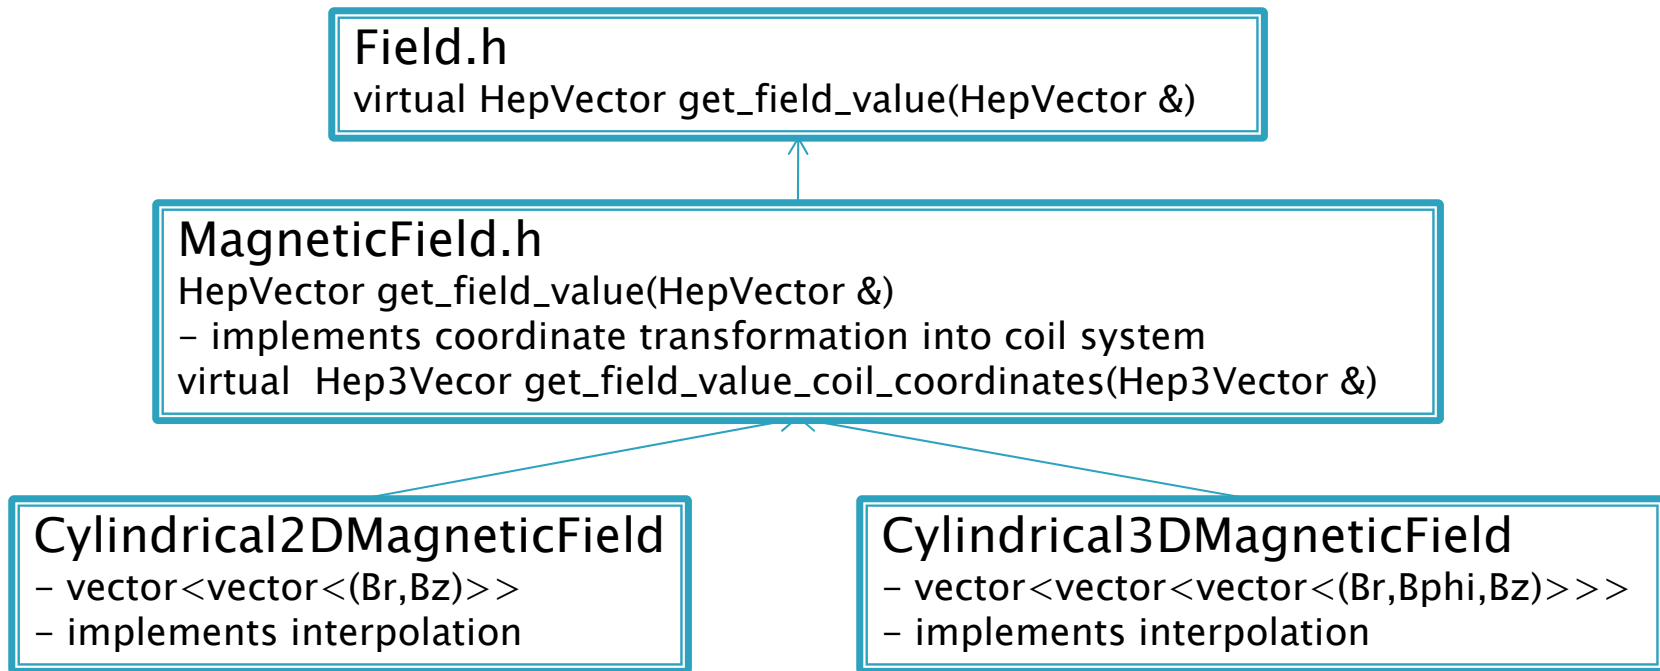 Field.h
virtual HepVector get_field_value(HepVector &)
MagneticField.h
HepVector get_field_value(HepVector &)
– implements coordinate transformation into coil system
virtual  Hep3Vecor get_field_value_coil_coordinates(Hep3Vector &)
Cylindrical2DMagneticField
– vector<vector<(Br,Bz)>>
– implements interpolation
Cylindrical3DMagneticField
– vector<vector<vector<(Br,Bphi,Bz)>>>
– implements interpolation